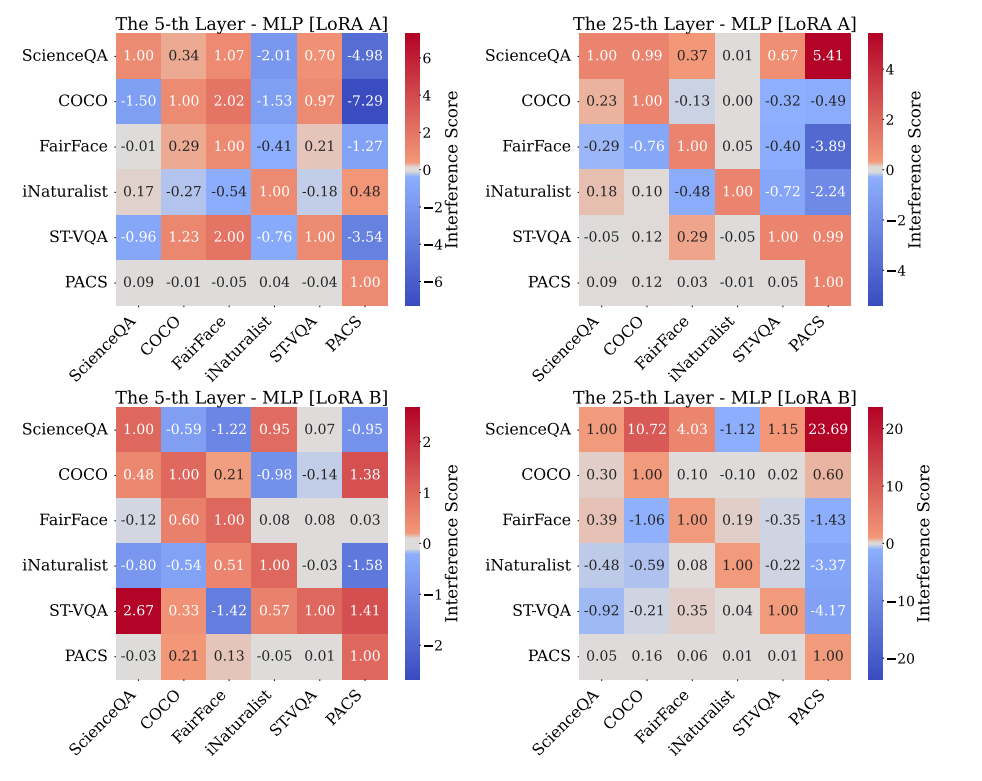 The 5-th Layer - MLP [LoRA A]
ScienceQA 1.00 0.34 1.07 -2.01 0.70 -4.98
COCO -1.50 1.00 2.02 -1.53 0.97 -7.29
FairFace -0.01 0.29 1.00 -0.41 0.21 -1.27
iNaturalist 0.17 -0.27 -0.54 1.00 -0.18 0.48
ST-VQA -0.96 1.23 2.00 -0.76 1.00 -3.54
PACS 0.09 -0.01 -0.05 0.04 -0.04 1.00
ScienceQA COCO FairFace iNaturalist ST-VQA PACS
6
4
2
0
−2
−4
−6
Interference Score
The 25-th Layer - MLP [LoRA A]
ScienceQA 1.00 0.99 0.37 0.01 0.67 5.41
COCO 0.23 1.00 -0.13 0.00 -0.32 -0.49
FairFace -0.29 -0.76 1.00 0.05 -0.40 -3.89
iNaturalist 0.18 0.10 -0.48 1.00 -0.72 -2.24
ST-VQA -0.05 0.12 0.29 -0.05 1.00 0.99
PACS 0.09 0.12 0.03 -0.01 0.05 1.00
ScienceQA COCO FairFace iNaturalist ST-VQA PACS
4
2
0
−2
−4
Interference Score
The 5-th Layer - MLP [LoRA B]
ScienceQA 1.00 -0.59 -1.22 0.95 0.07 -0.95
COCO 0.48 1.00 0.21 -0.98 -0.14 1.38
FairFace -0.12 0.60 1.00 0.08 0.08 0.03
iNaturalist -0.80 -0.54 0.51 1.00 -0.03 -1.58
ST-VQA 2.67 0.33 -1.42 0.57 1.00 1.41
PACS -0.03 0.21 0.13 -0.05 0.01 1.00
ScienceQA COCO FairFace iNaturalist ST-VQA PACS
2
1
0
−1
−2
Interference Score
The 25-th Layer - MLP [LoRA B]
ScienceQA 1.00 10.72 4.03 -1.12 1.15 23.69
COCO 0.30 1.00 0.10 -0.10 0.02 0.60
FairFace 0.39 -1.06 1.00 0.19 -0.35 -1.43
iNaturalist -0.48 -0.59 0.08 1.00 -0.22 -3.37
ST-VQA -0.92 -0.21 0.35 0.04 1.00 -4.17
PACS 0.05 0.16 0.06 0.01 0.01 1.00
ScienceQA COCO FairFace iNaturalist ST-VQA PACS
20
10
0
−10
−20
Interference Score